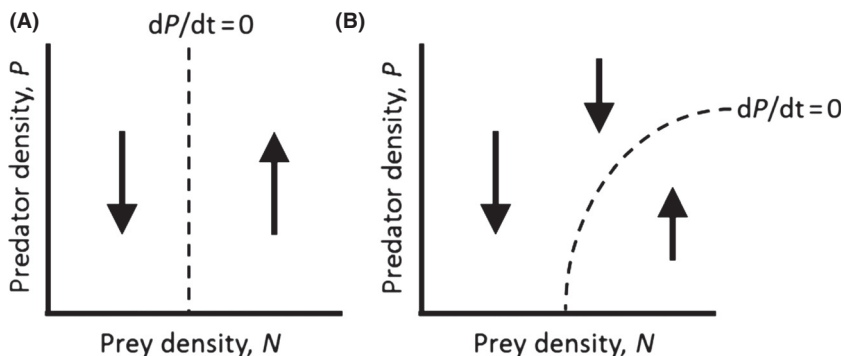 (A)
dP/dt = 0
Predator density, P
Prey density, N
(B)
Predator density, P
dP/dt = 0
Prey density, N